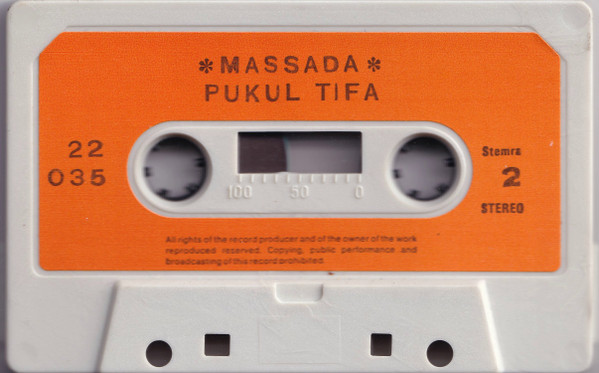 *MASSADA*
PUKUL TIFA
22
035
Stemra
2
STEREO
100 50 0
All rights of the record producer and of the owner of the work
reproduced reserved. Copying, public performance and
broadcasting of this record prohibited.